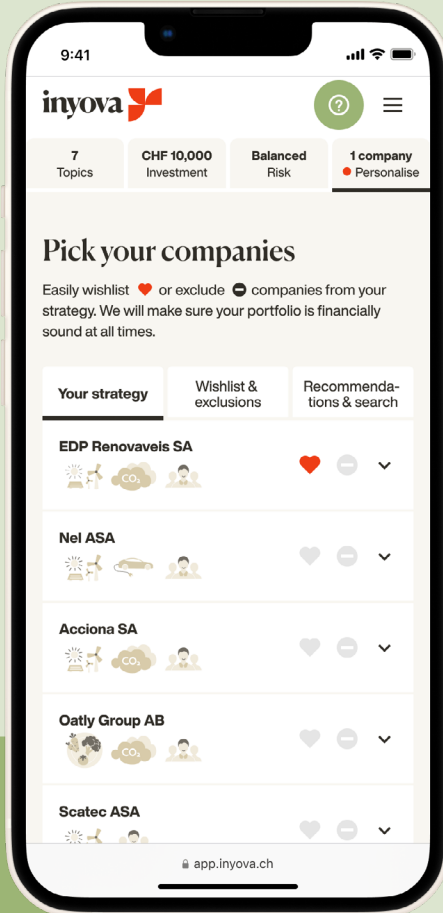 9:41
inyova
7
Topics
CHF 10,000
Investment
Balanced
Risk
1 company
Personalise
Pick your companies
Easily wishlist or exclude companies from your
strategy. We will make sure your portfolio is financially
sound at all times.
Your strategy
Wishlist &
exclusions
Recommenda-
tions & search
EDP Renovaveis SA
CO₂
Nel ASA
Acciona SA
CO₂
Oatly Group AB
CO₂
Scatec ASA
app.inyova.ch